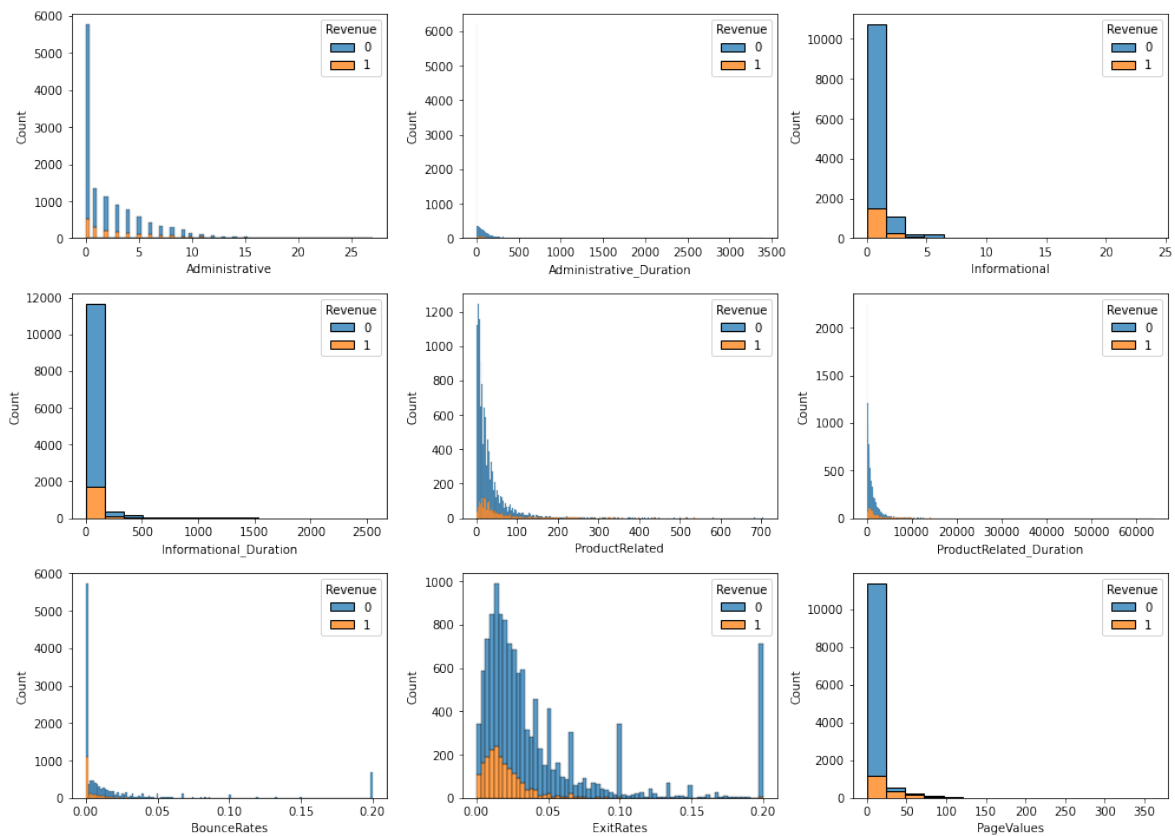 6000
5000
4000
3000
2000
1000
0
Count
0 5 10 15 20 25
Administrative
Revenue
0
1
6000
5000
4000
3000
2000
1000
0
Count
0 500 1000 1500 2000 2500 3000 3500
Administrative_Duration
Revenue
0
1
10000
8000
6000
4000
2000
0
Count
0 5 10 15 20 25
Informational
Revenue
0
1
12000
10000
8000
6000
4000
2000
0
Count
0 500 1000 1500 2000 2500
Informational_Duration
Revenue
0
1
1200
1000
800
600
400
200
0
Count
0 100 200 300 400 500 600 700
ProductRelated
Revenue
0
1
2000
1500
1000
500
0
Count
0 10000 20000 30000 40000 50000 60000
ProductRelated_Duration
Revenue
0
1
6000
5000
4000
3000
2000
1000
0
Count
0.00 0.05 0.10 0.15 0.20
BounceRates
Revenue
0
1
1000
800
600
400
200
0
Count
0.00 0.05 0.10 0.15 0.20
ExitRates
Revenue
0
1
10000
8000
6000
4000
2000
0
Count
0 50 100 150 200 250 300 350
PageValues
Revenue
0
1